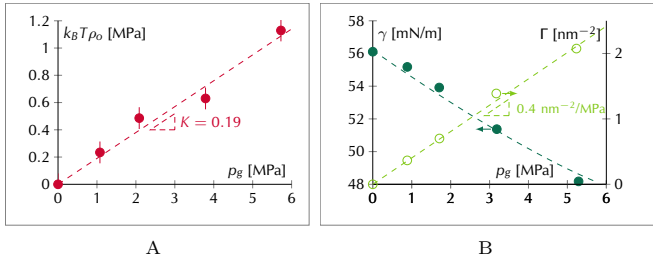 1.2
1
0.8
0.6
0.4
0.2
0
k_B T ρ_o [MPa]
K = 0.19
p_g [MPa]
0 1 2 3 4 5 6
A
58
56
54
52
50
48
γ [mN/m]
Γ [nm⁻²]
2
1
0
0.4 nm⁻²/MPa
p_g [MPa]
0 1 2 3 4 5 6
B